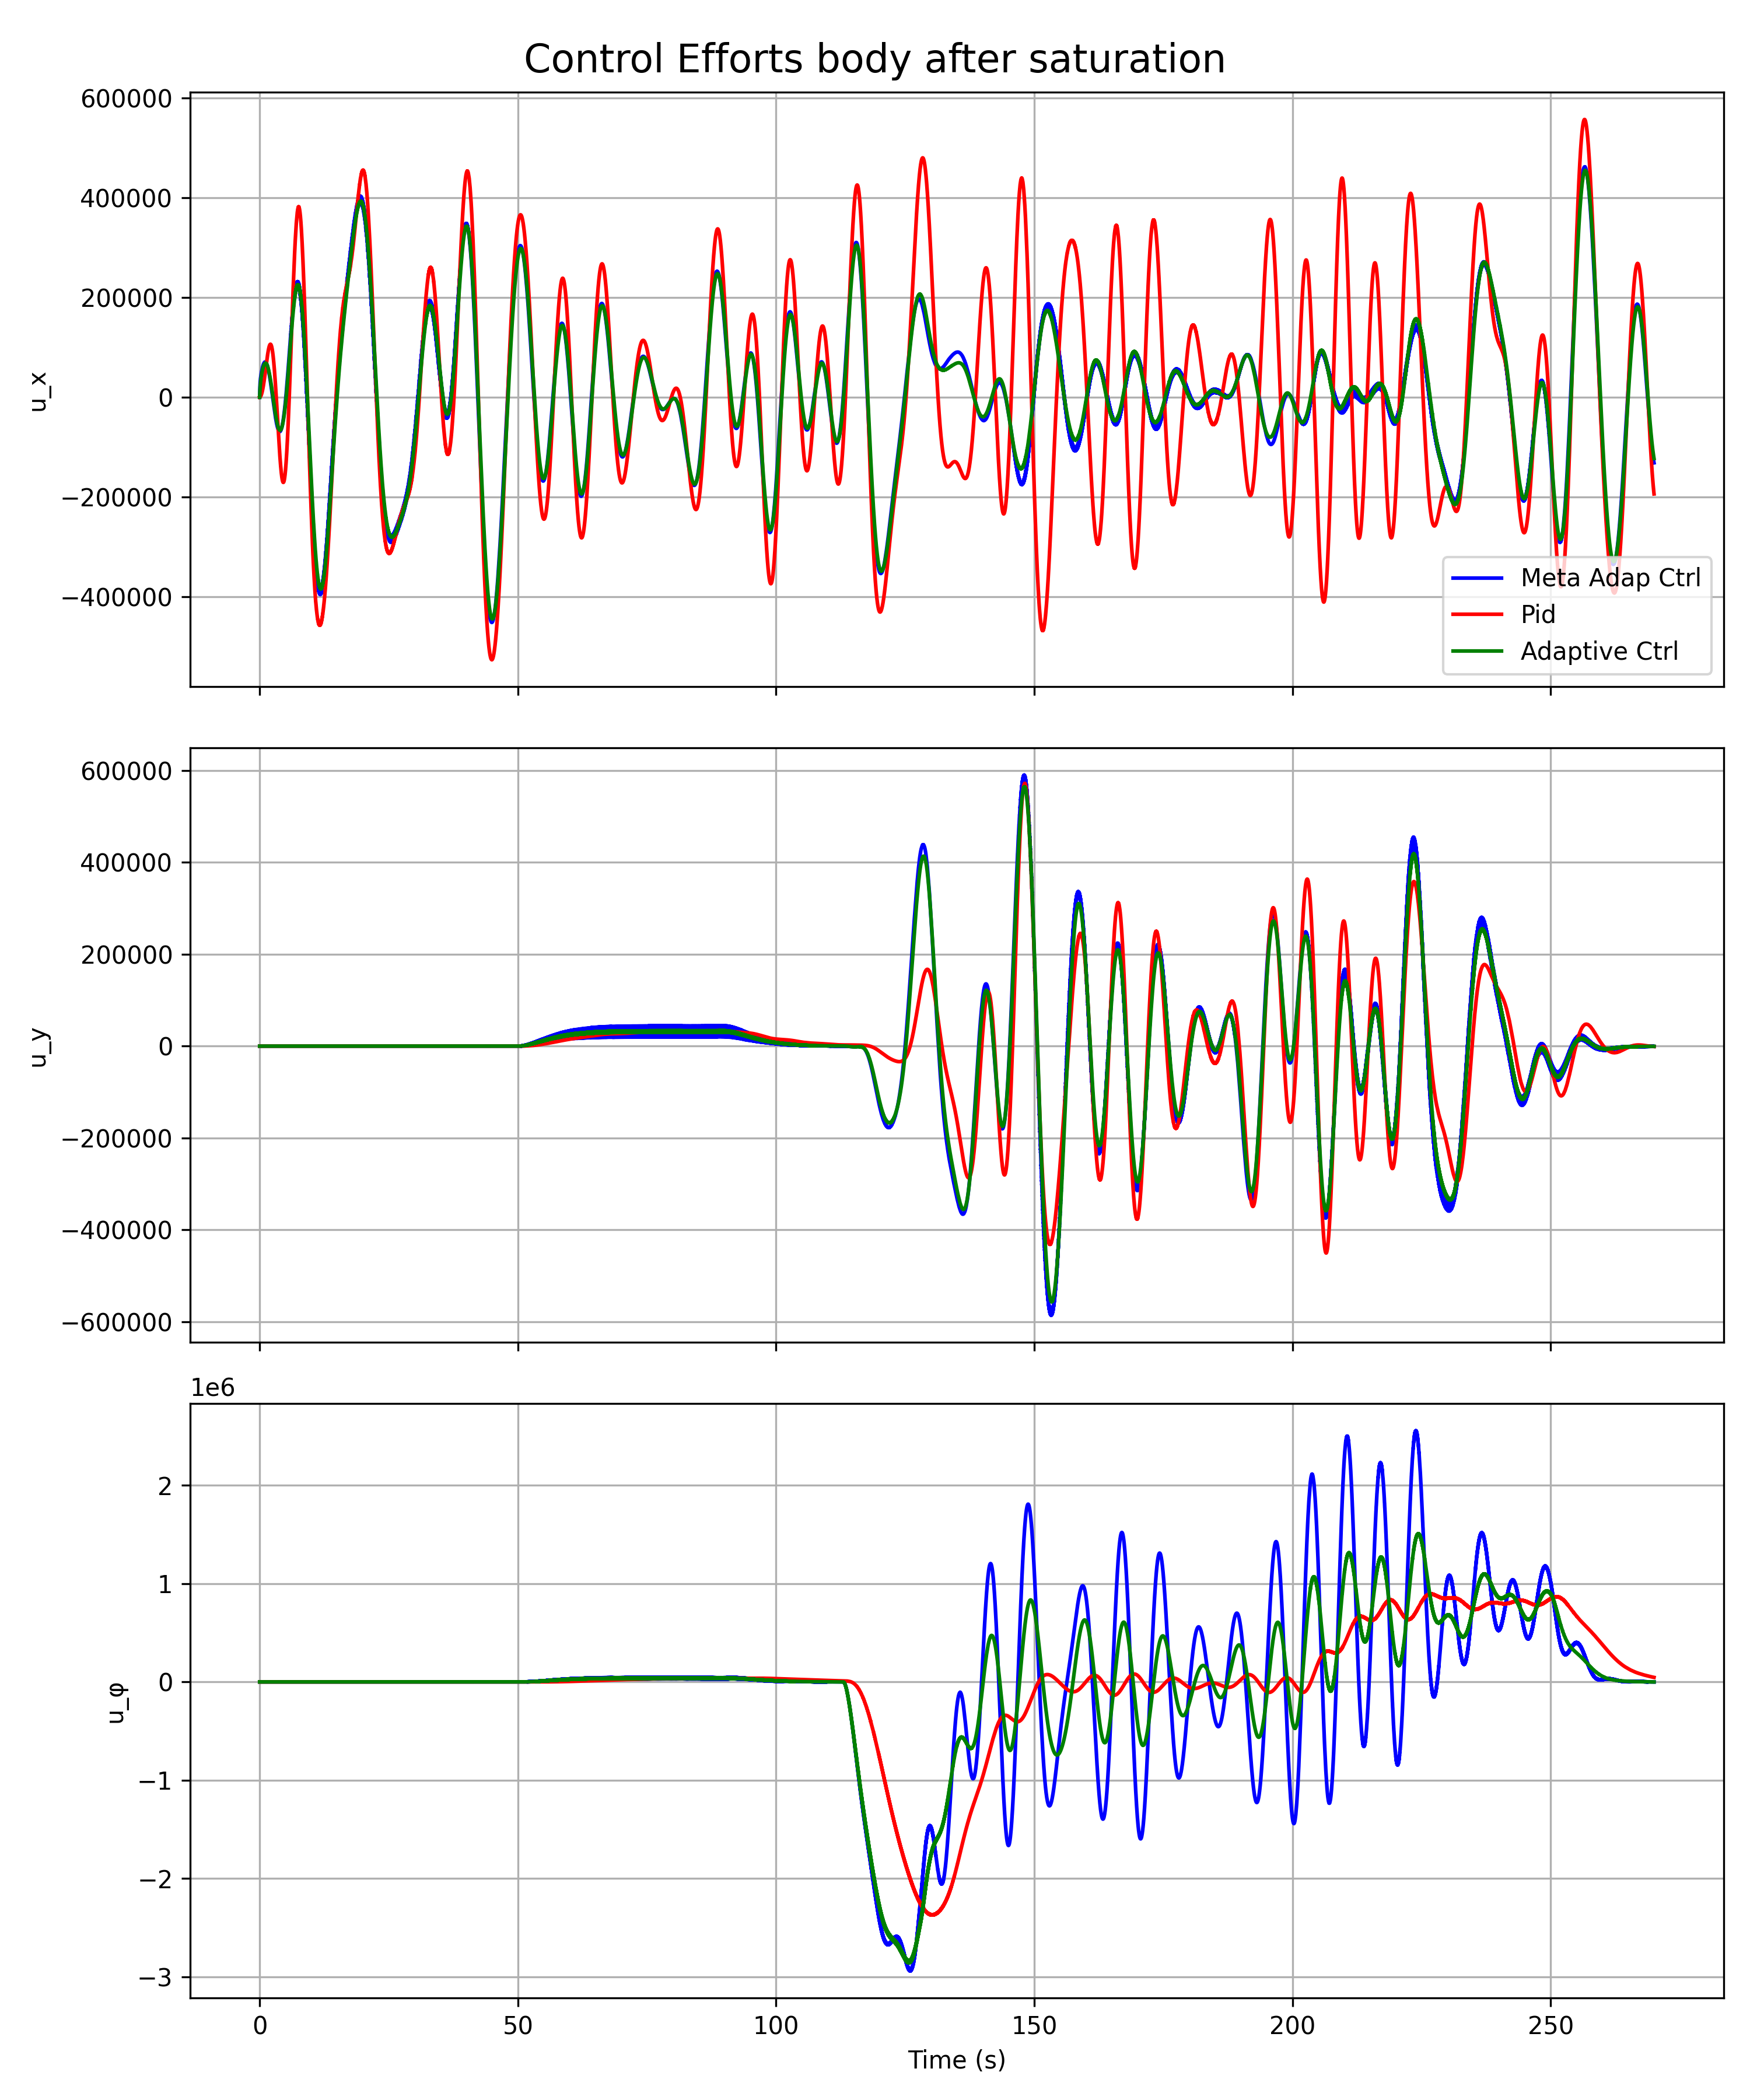 Control Efforts body after saturation
600000
400000
200000
0
−200000
−400000
u_x
Meta Adap Ctrl
Pid
Adaptive Ctrl
600000
400000
200000
0
−200000
−400000
−600000
u_y
1e6
2
1
0
−1
−2
−3
u_φ
0 50 100 150 200 250
Time (s)